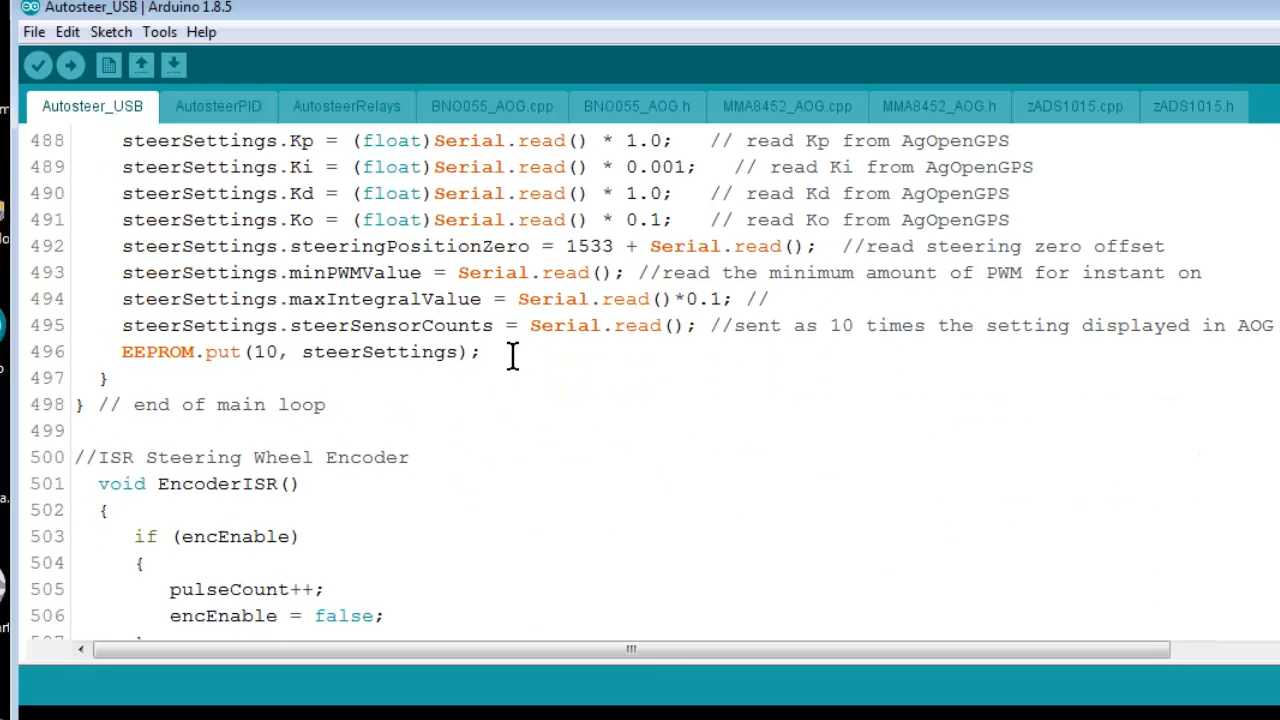 Autosteer_USB | Arduino 1.8.5
File Edit Sketch Tools Help
Autosteer_USB AutosteerPID AutosteerRelays BNO055_AOG.cpp BNO055_AOG.h MMA8452_AOG.cpp MMA8452_AOG.h zADS1015.cpp zADS1015.h
488 steerSettings.Kp = (float)Serial.read() * 1.0; // read Kp from AgOpenGPS
489 steerSettings.Ki = (float)Serial.read() * 0.001; // read Ki from AgOpenGPS
490 steerSettings.Kd = (float)Serial.read() * 1.0; // read Kd from AgOpenGPS
491 steerSettings.Ko = (float)Serial.read() * 0.1; // read Ko from AgOpenGPS
492 steerSettings.steeringPositionZero = 1533 + Serial.read(); //read steering zero offset
493 steerSettings.minPWMValue = Serial.read(); //read the minimum amount of PWM for instant on
494 steerSettings.maxIntegralValue = Serial.read()*0.1; //
495 steerSettings.steerSensorCounts = Serial.read(); //sent as 10 times the setting displayed in AOG
496 EEPROM.put(10, steerSettings);
497 }
498 } // end of main loop
499
500 //ISR Steering Wheel Encoder
501 void EncoderISR()
502 {
503 if (encEnable)
504 {
505 pulseCount++;
506 encEnable = false;